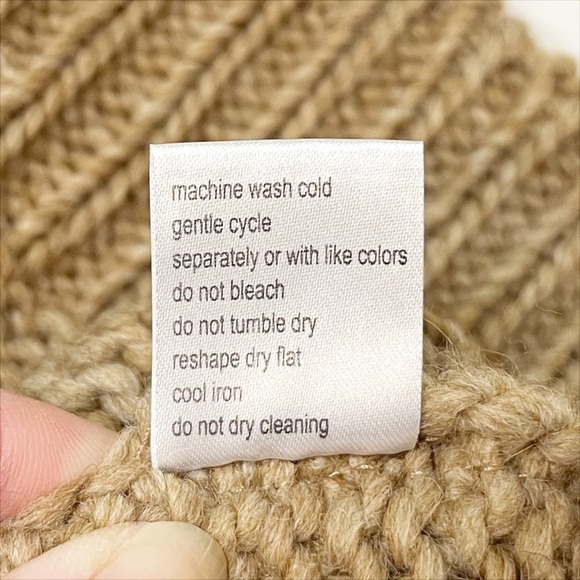 machine wash cold
gentle cycle
separately or with like colors
do not bleach
do not tumble dry
reshape dry flat
cool iron
do not dry cleaning